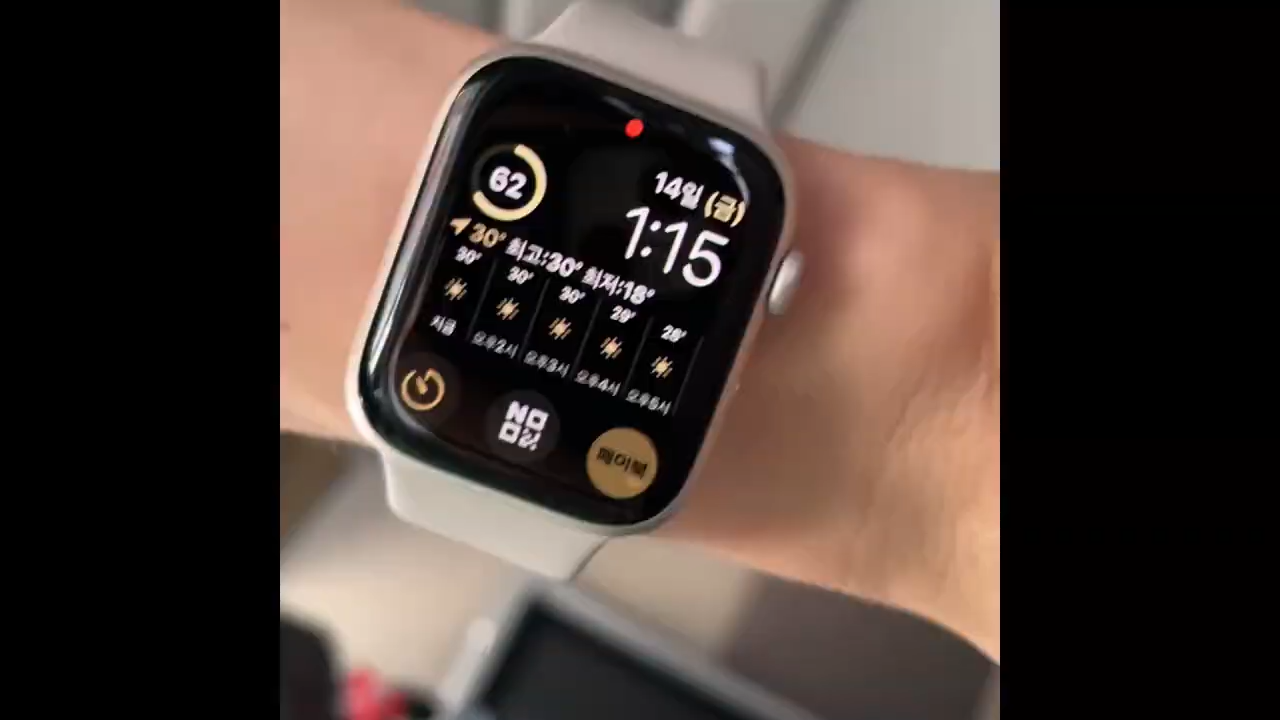 62
14일 (금)
1:15
30° 최고:30° 최저:18°
30° 30° 30° 29° 28°
지금 오후2시 오후3시 오후4시 오후5시
페이북